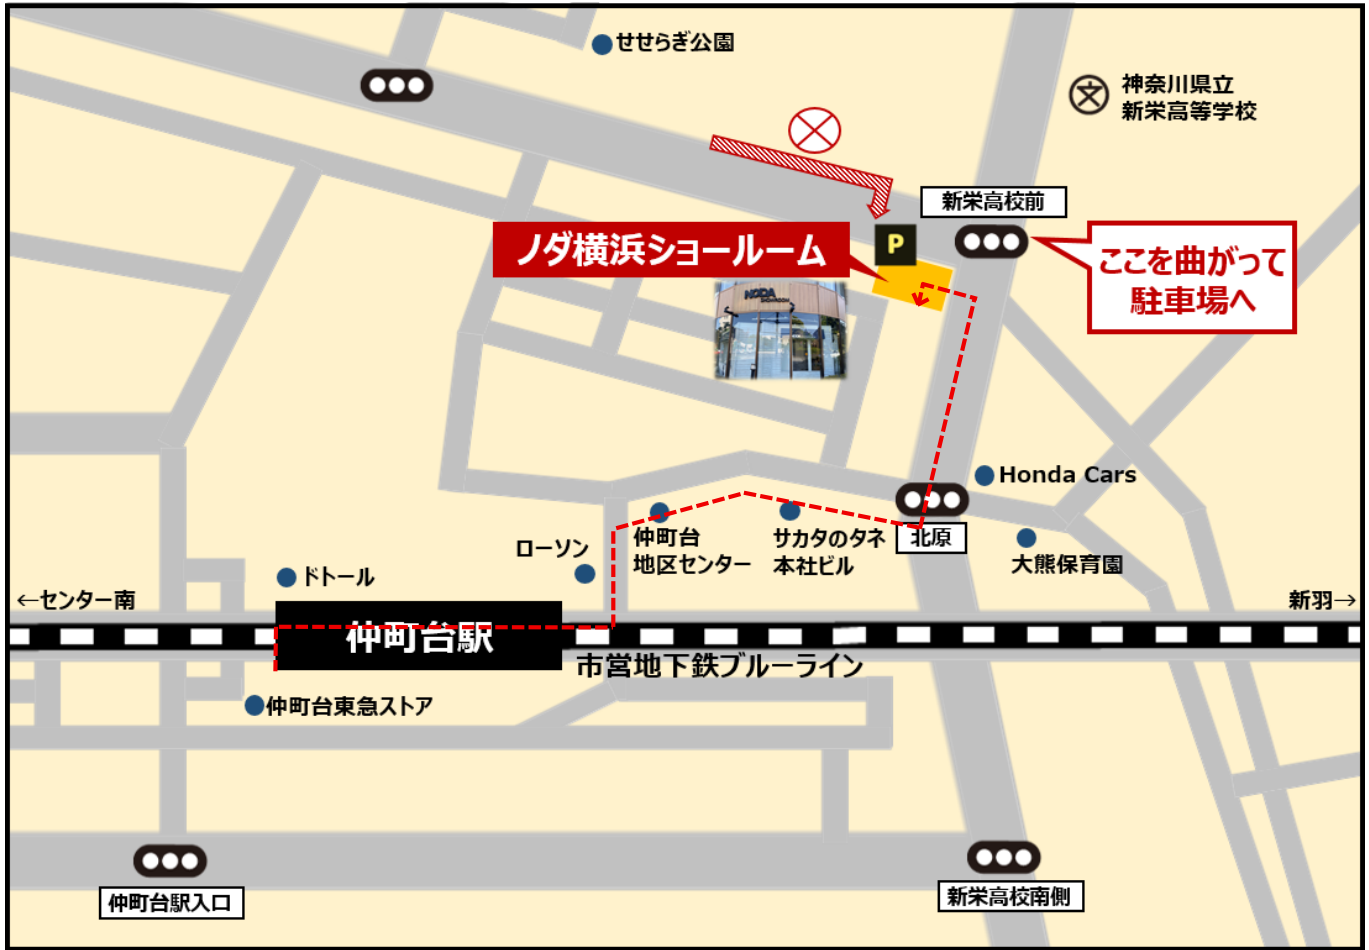 せせらぎ公園
神奈川県立
新栄高等学校
新栄高校前
P
ノダ横浜ショールーム
ここを曲がって
駐車場へ
NODA
Honda Cars
北原
仲町台
地区センター
サカタのタネ
本社ビル
大熊保育園
ローソン
ドトール
←センター南
新羽→
仲町台駅
市営地下鉄ブルーライン
仲町台東急ストア
仲町台駅入口
新栄高校南側